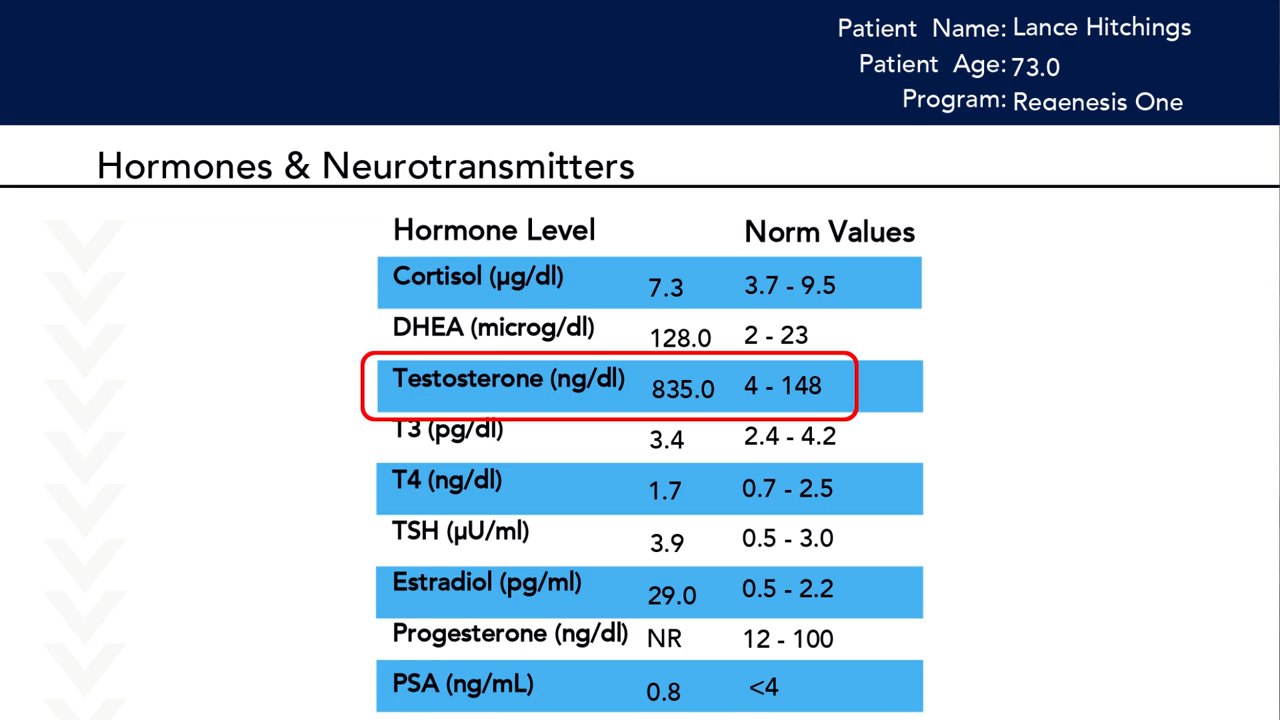 Patient Name: Lance Hitchings
Patient Age: 73.0
Program: Regenesis One
Hormones & Neurotransmitters
Hormone Level Norm Values
Cortisol (µg/dl) 7.3 3.7 - 9.5
DHEA (microg/dl) 128.0 2 - 23
Testosterone (ng/dl) 835.0 4 - 148
T3 (pg/dl) 3.4 2.4 - 4.2
T4 (ng/dl) 1.7 0.7 - 2.5
TSH (µU/ml) 3.9 0.5 - 3.0
Estradiol (pg/ml) 29.0 0.5 - 2.2
Progesterone (ng/dl) NR 12 - 100
PSA (ng/mL) 0.8 <4